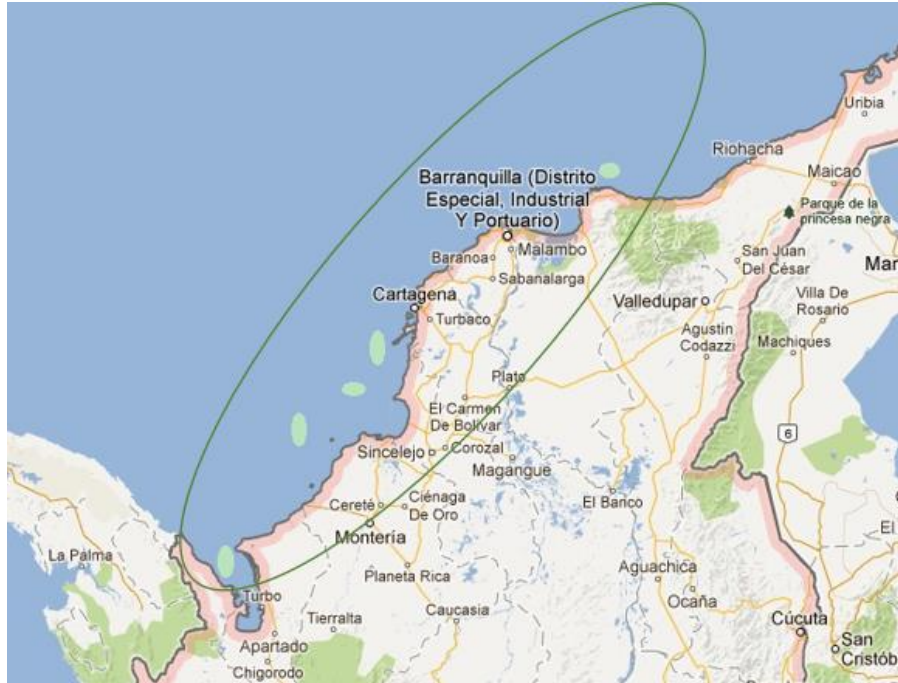 Uribia
Riohacha
Maicao
Barranquilla (Distrito
Especial, Industrial
Y Portuario)
Parque de la
princesa negra
Malambo
Baranoa
San Juan
Del César
Sabanalarga
Mar
Cartagena
Turbaco
Valledupar
Villa De
Rosario
Agustin
Codazzi
Machiques
Plato
El Carmen
De Bolívar
6
Sincelejo
Corozal
Magangue
Cereté
Ciénaga
De Oro
El Banco
El
Montería
La Palma
Planeta Rica
Aguachica
Turbo
Ocaña
Tierralta
Caucasia
Cúcuta
Apartado
San
Cristób
Chigorodo